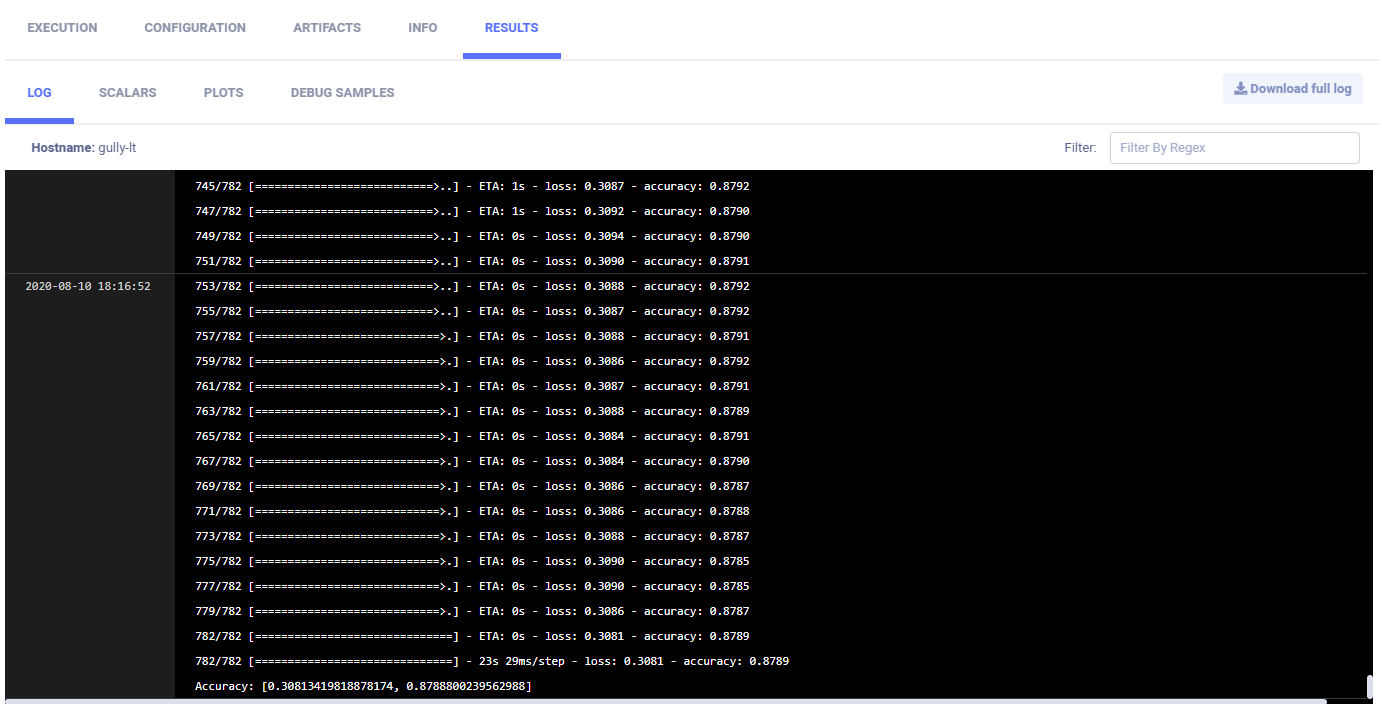 EXECUTION CONFIGURATION ARTIFACTS INFO RESULTS
LOG SCALARS PLOTS DEBUG SAMPLES Download full log
Hostname: gully-lt Filter: Filter By Regex
745/782 [===========================>..] - ETA: 1s - loss: 0.3087 - accuracy: 0.8792
747/782 [===========================>..] - ETA: 1s - loss: 0.3092 - accuracy: 0.8790
749/782 [===========================>..] - ETA: 0s - loss: 0.3094 - accuracy: 0.8790
751/782 [===========================>..] - ETA: 0s - loss: 0.3090 - accuracy: 0.8791
2020-08-10 18:16:52 753/782 [===========================>..] - ETA: 0s - loss: 0.3088 - accuracy: 0.8792
755/782 [===========================>..] - ETA: 0s - loss: 0.3087 - accuracy: 0.8792
757/782 [============================>.] - ETA: 0s - loss: 0.3088 - accuracy: 0.8791
759/782 [============================>.] - ETA: 0s - loss: 0.3086 - accuracy: 0.8792
761/782 [============================>.] - ETA: 0s - loss: 0.3087 - accuracy: 0.8791
763/782 [============================>.] - ETA: 0s - loss: 0.3088 - accuracy: 0.8789
765/782 [============================>.] - ETA: 0s - loss: 0.3084 - accuracy: 0.8791
767/782 [============================>.] - ETA: 0s - loss: 0.3084 - accuracy: 0.8790
769/782 [============================>.] - ETA: 0s - loss: 0.3086 - accuracy: 0.8787
771/782 [============================>.] - ETA: 0s - loss: 0.3086 - accuracy: 0.8788
773/782 [============================>.] - ETA: 0s - loss: 0.3088 - accuracy: 0.8787
775/782 [============================>.] - ETA: 0s - loss: 0.3090 - accuracy: 0.8785
777/782 [============================>.] - ETA: 0s - loss: 0.3090 - accuracy: 0.8785
779/782 [============================>.] - ETA: 0s - loss: 0.3086 - accuracy: 0.8787
782/782 [==============================] - ETA: 0s - loss: 0.3081 - accuracy: 0.8789
782/782 [==============================] - 23s 29ms/step - loss: 0.3081 - accuracy: 0.8789
Accuracy: [0.30813419818878174, 0.8788800239562988]